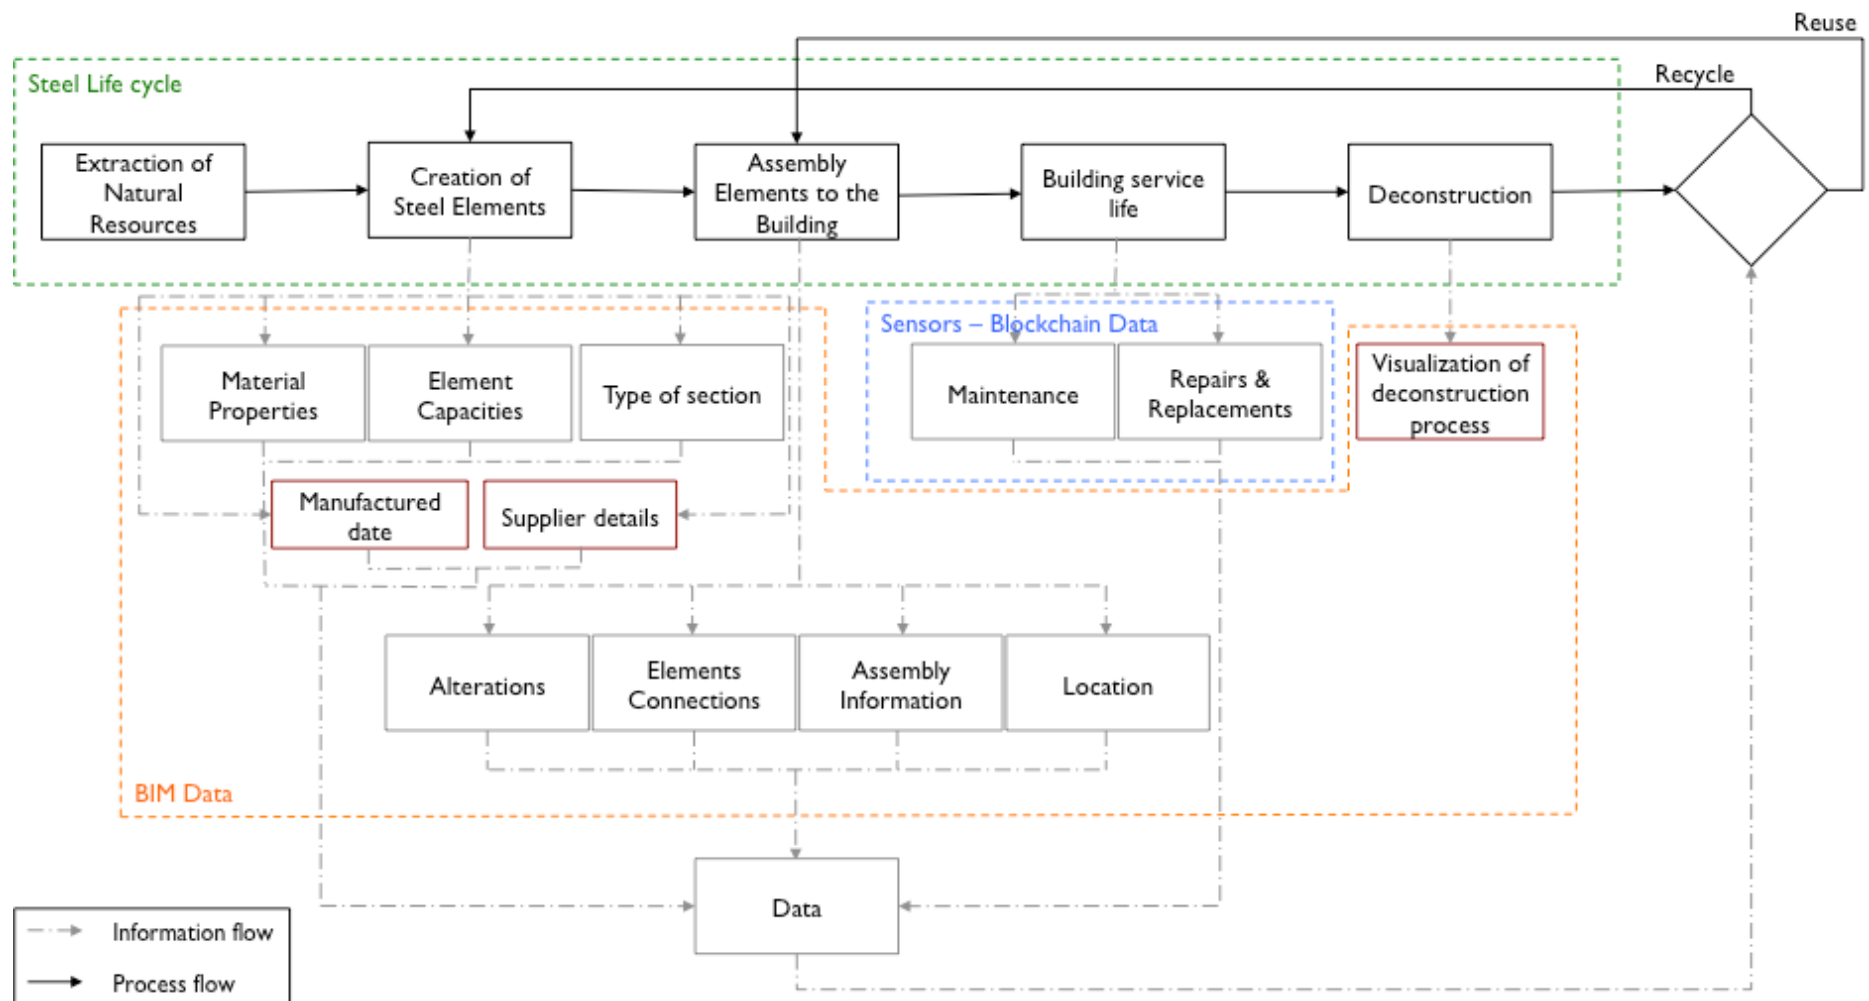 Reuse
Steel Life cycle
Recycle
Extraction of
Natural
Resources
Creation of
Steel Elements
Assembly
Elements to the
Building
Building service
life
Deconstruction
Sensors – Blockchain Data
Material
Properties
Element
Capacities
Type of section
Maintenance
Repairs &
Replacements
Visualization of
deconstruction
process
Manufactured
date
Supplier details
Alterations
Elements
Connections
Assembly
Information
Location
BIM Data
Data
Information flow
Process flow